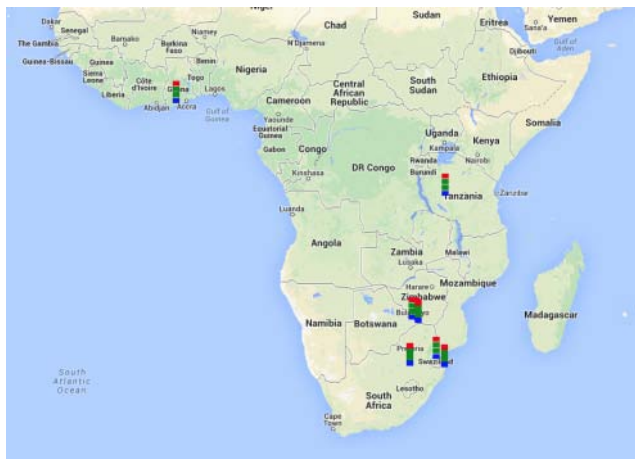 Dakar
Senegal
The Gambia
Guinea-Bissau
Bamako
Guinea
Sierra
Leone
Liberia
Burkina
Faso
Côte
d'Ivoire
Abidjan
Ghana
Accra
Togo
Benin
Lagos
Niamey
Niger
Nigeria
Gulf of
Guinea
N'Djamena
Chad
Sudan
Eritrea
Yemen
Sana'a
Gulf of
Aden
Djibouti
Ethiopia
South
Sudan
Central
African
Republic
Cameroon
Yaounde
Equatorial
Guinea
Gabon
Congo
Kinshasa
DR Congo
Uganda
Kampala
Kenya
Nairobi
Somalia
Rwanda
Burundi
Tanzania
Zanzibar
Luanda
Angola
Zambia
Lusaka
Malawi
Mozambique
Harare
Zimbabwe
Namibia
Botswana
Madagascar
Swaziland
Lesotho
South
Africa
Cape
Town
South
Atlantic
Ocean